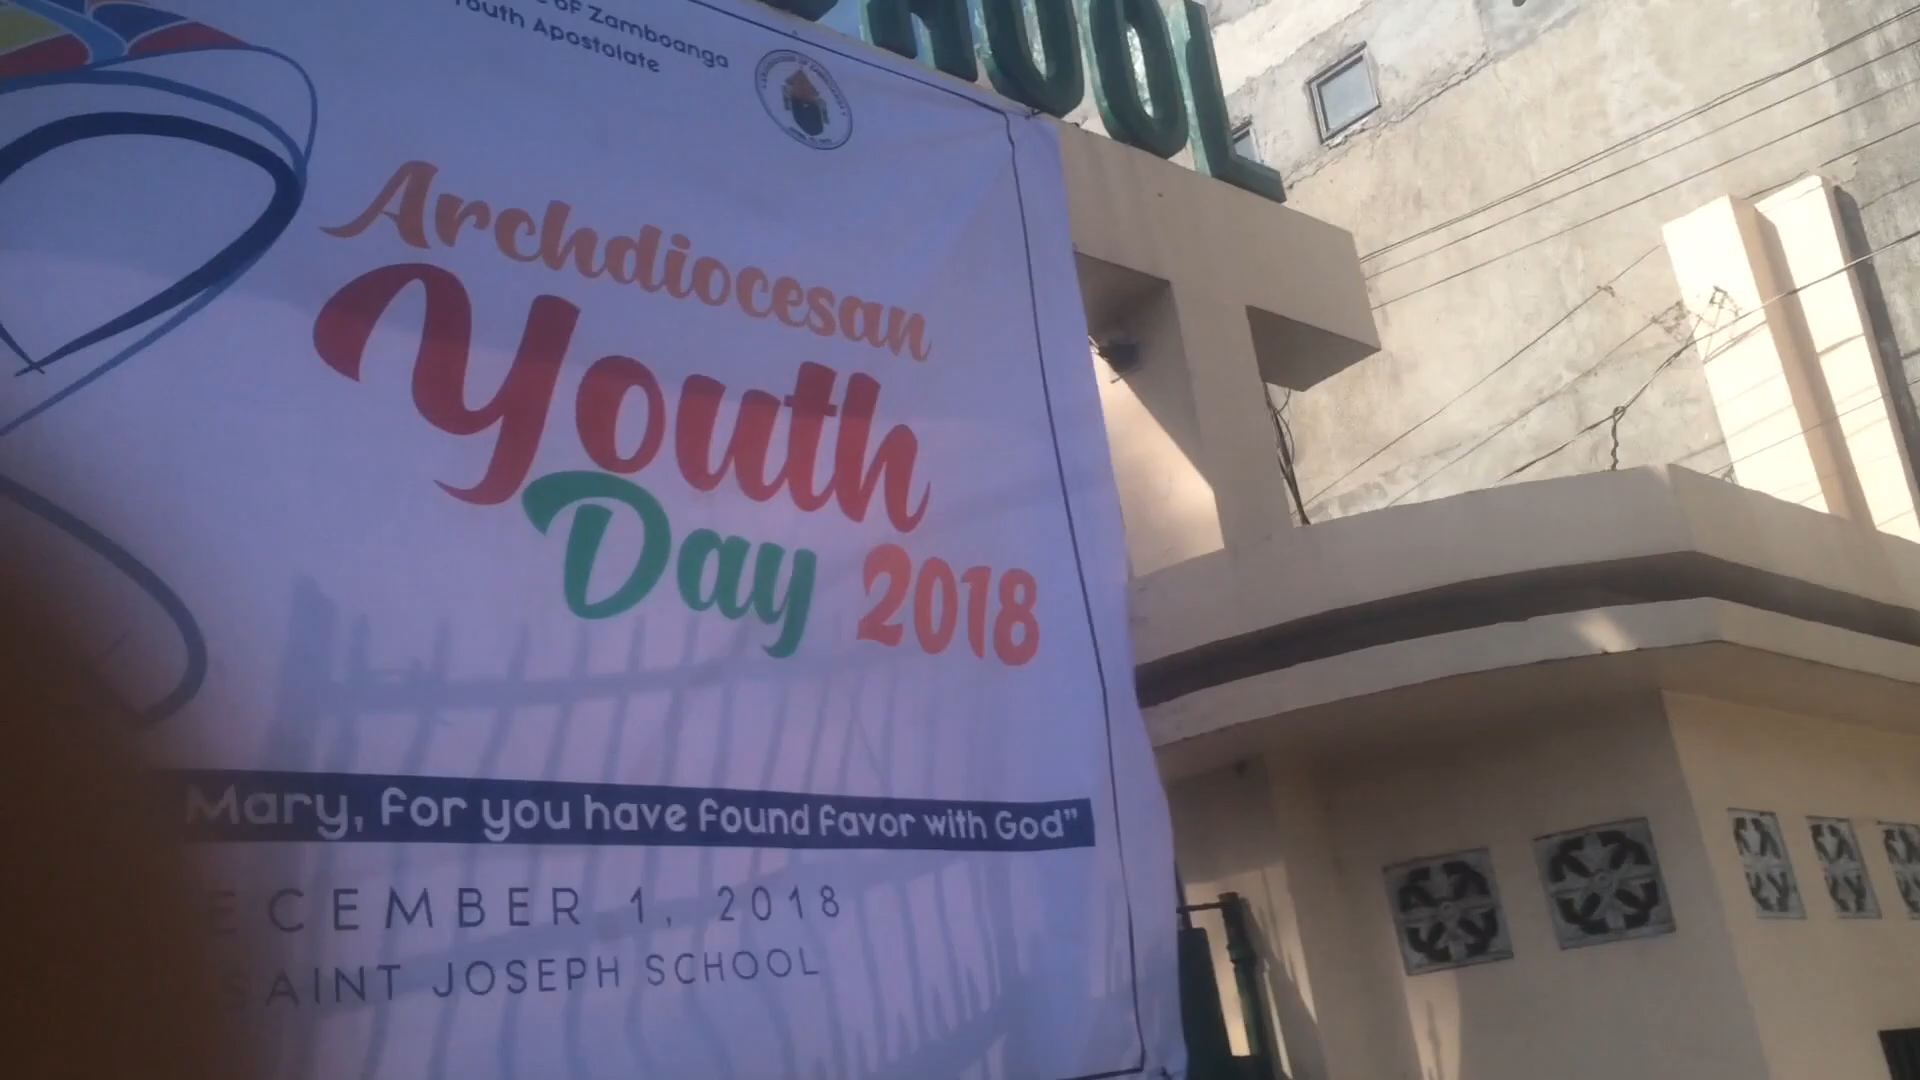 of Zamboanga
Youth Apostolate
Archdiocesan
Youth
Day 2018
Mary, for you have found favor with God”
ECEMBER 1, 2018
SAINT JOSEPH SCHOOL
HOOL